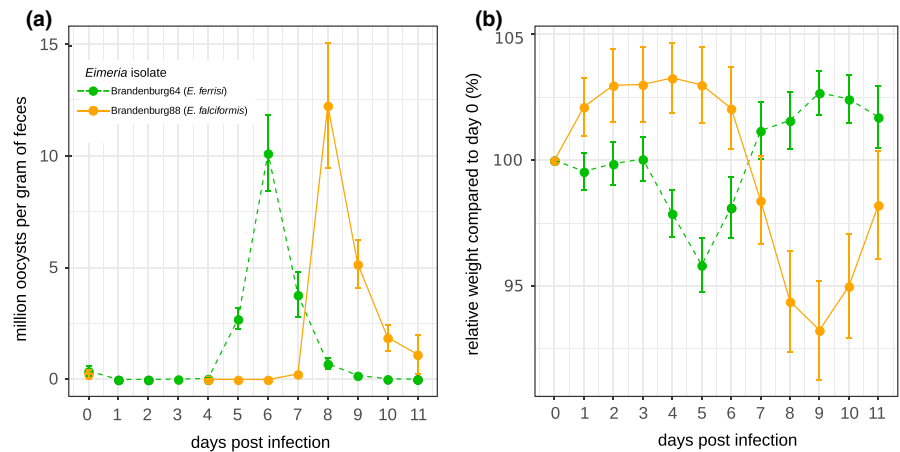 (a)
million oocysts per gram of feces
15
10
5
0
Eimeria isolate
Brandenburg64 (E. ferrisi)
Brandenburg88 (E. falciformis)
0 1 2 3 4 5 6 7 8 9 10 11
days post infection
(b)
relative weight compared to day 0 (%)
105
100
95
0 1 2 3 4 5 6 7 8 9 10 11
days post infection